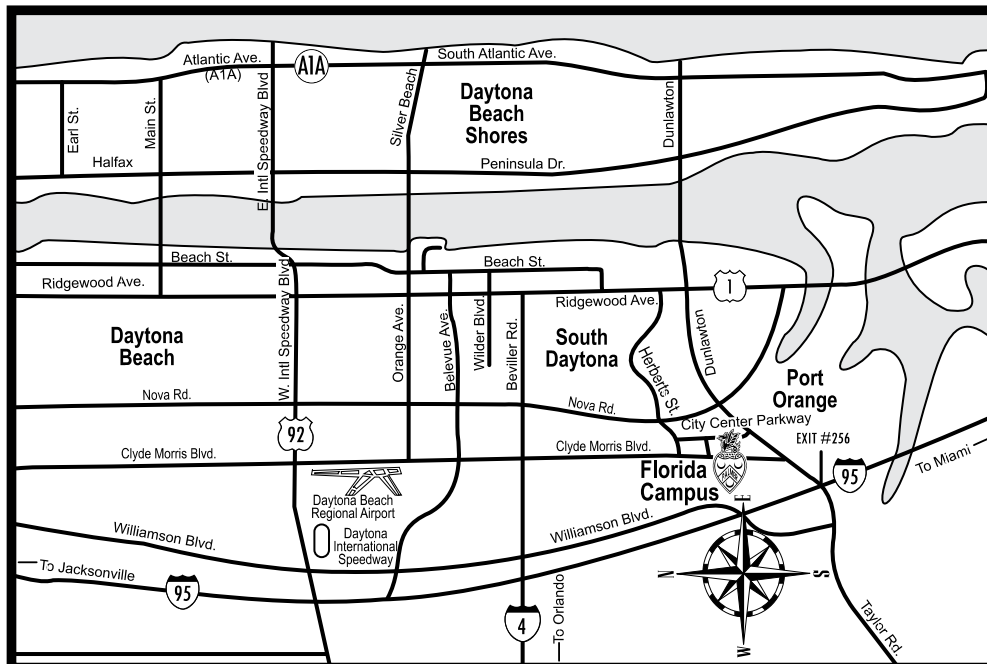 Atlantic Ave.
(A1A)
A1A
South Atlantic Ave.
Earl St.
Main St.
E. Intl Speedway Blvd
Silver Beach
Daytona
Beach
Shores
Dunlawton
Halfax
Peninsula Dr.
Beach St.
Beach St.
Ridgewood Ave.
Ridgewood Ave.
1
Daytona
Beach
W. Intl Speedway Blvd
Orange Ave.
Belevue Ave.
Wilder Blvd.
Beviller Rd.
South
Daytona
Herberts St.
Dunlawton
Port
Orange
Nova Rd.
Nova Rd.
City Center Parkway
92
EXIT #256
Clyde Morris Blvd.
Clyde Morris Blvd.
Florida
Campus
95
To Miami
Daytona Beach
Regional Airport
Daytona
International
Speedway
Williamson Blvd.
Williamson Blvd.
To Jacksonville
95
4
To Orlando
E
N
S
W
Taylor Rd.